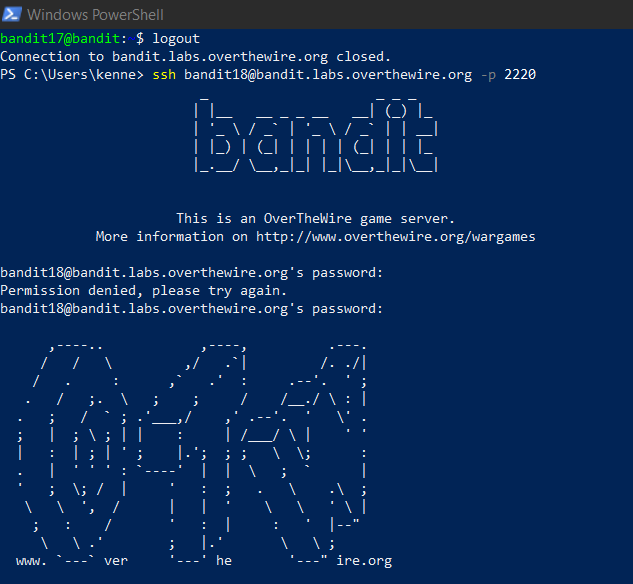 Windows PowerShell
bandit17@bandit: $ logout
Connection to bandit.labs.overthewire.org closed.
PS C:\Users\kenne> ssh bandit18@bandit.labs.overthewire.org -p 2220
bandit
This is an OverTheWire game server.
More information on http://www.overthewire.org/wargames
bandit18@bandit.labs.overthewire.org's password:
Permission denied, please try again.
bandit18@bandit.labs.overthewire.org's password:
www. ver he ire.org